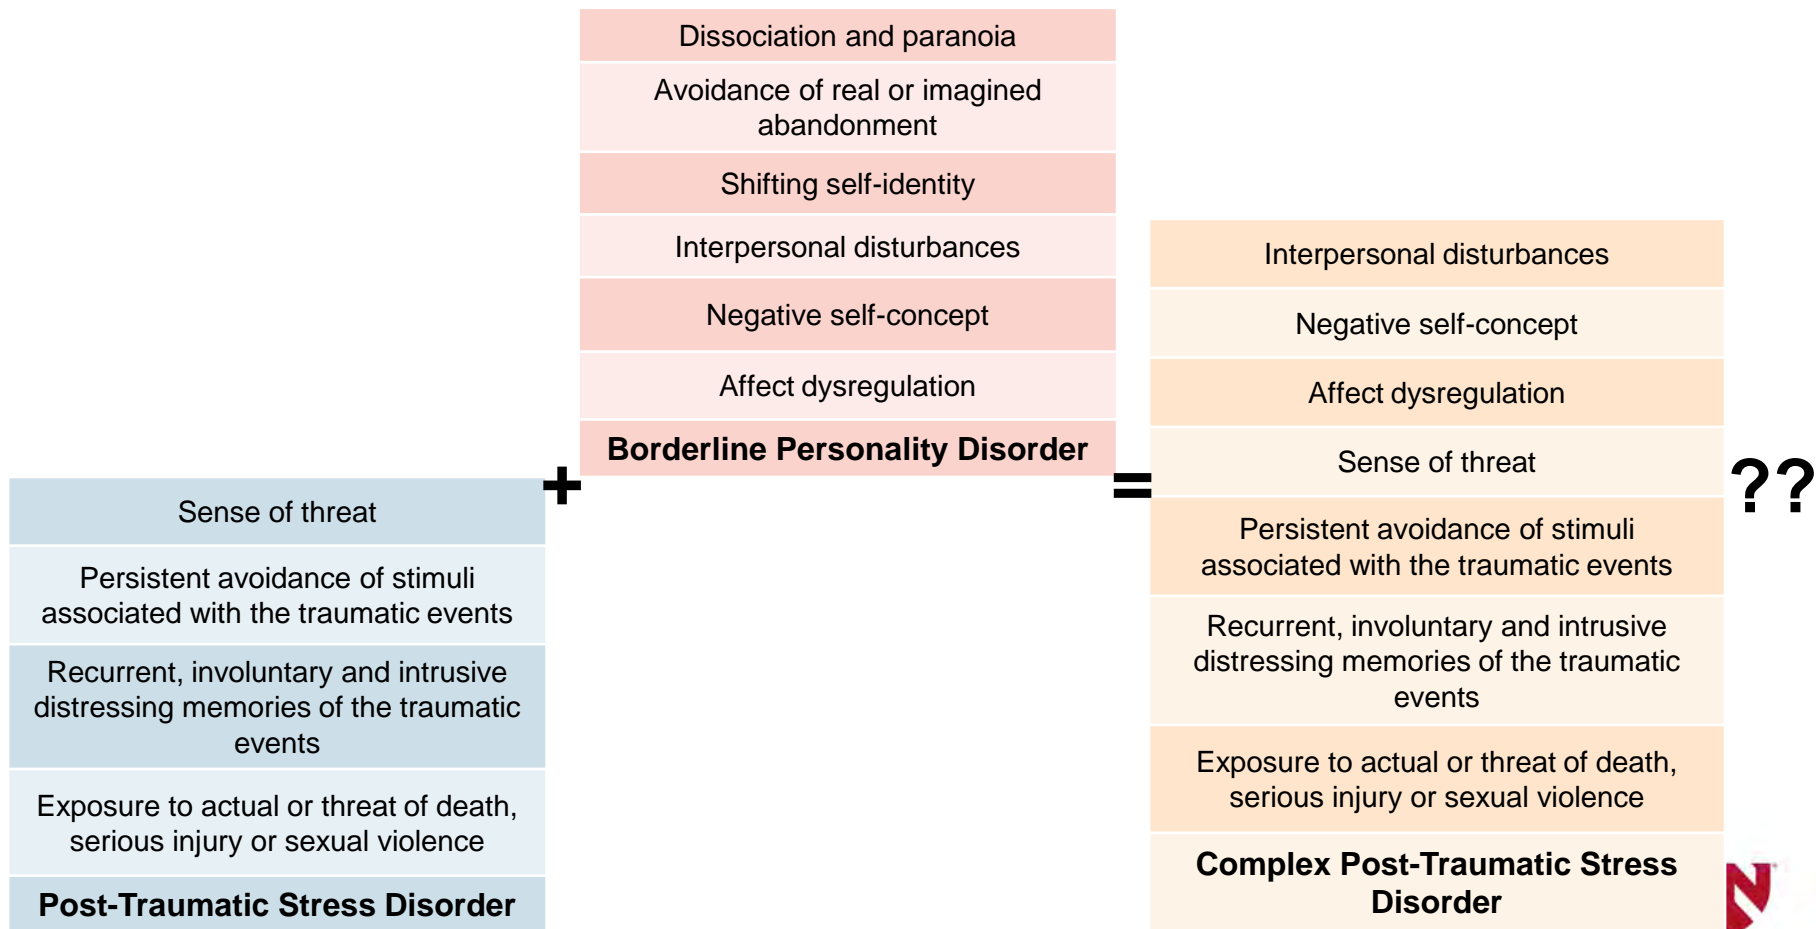 Dissociation and paranoia
Avoidance of real or imagined
abandonment
Shifting self-identity
Interpersonal disturbances
Negative self-concept
Affect dysregulation
Borderline Personality Disorder
+
Sense of threat
Persistent avoidance of stimuli
associated with the traumatic events
Recurrent, involuntary and intrusive
distressing memories of the traumatic
events
Exposure to actual or threat of death,
serious injury or sexual violence
Post-Traumatic Stress Disorder
=
Interpersonal disturbances
Negative self-concept
Affect dysregulation
Sense of threat
Persistent avoidance of stimuli
associated with the traumatic events
Recurrent, involuntary and intrusive
distressing memories of the traumatic
events
Exposure to actual or threat of death,
serious injury or sexual violence
Complex Post-Traumatic Stress
Disorder
??
N